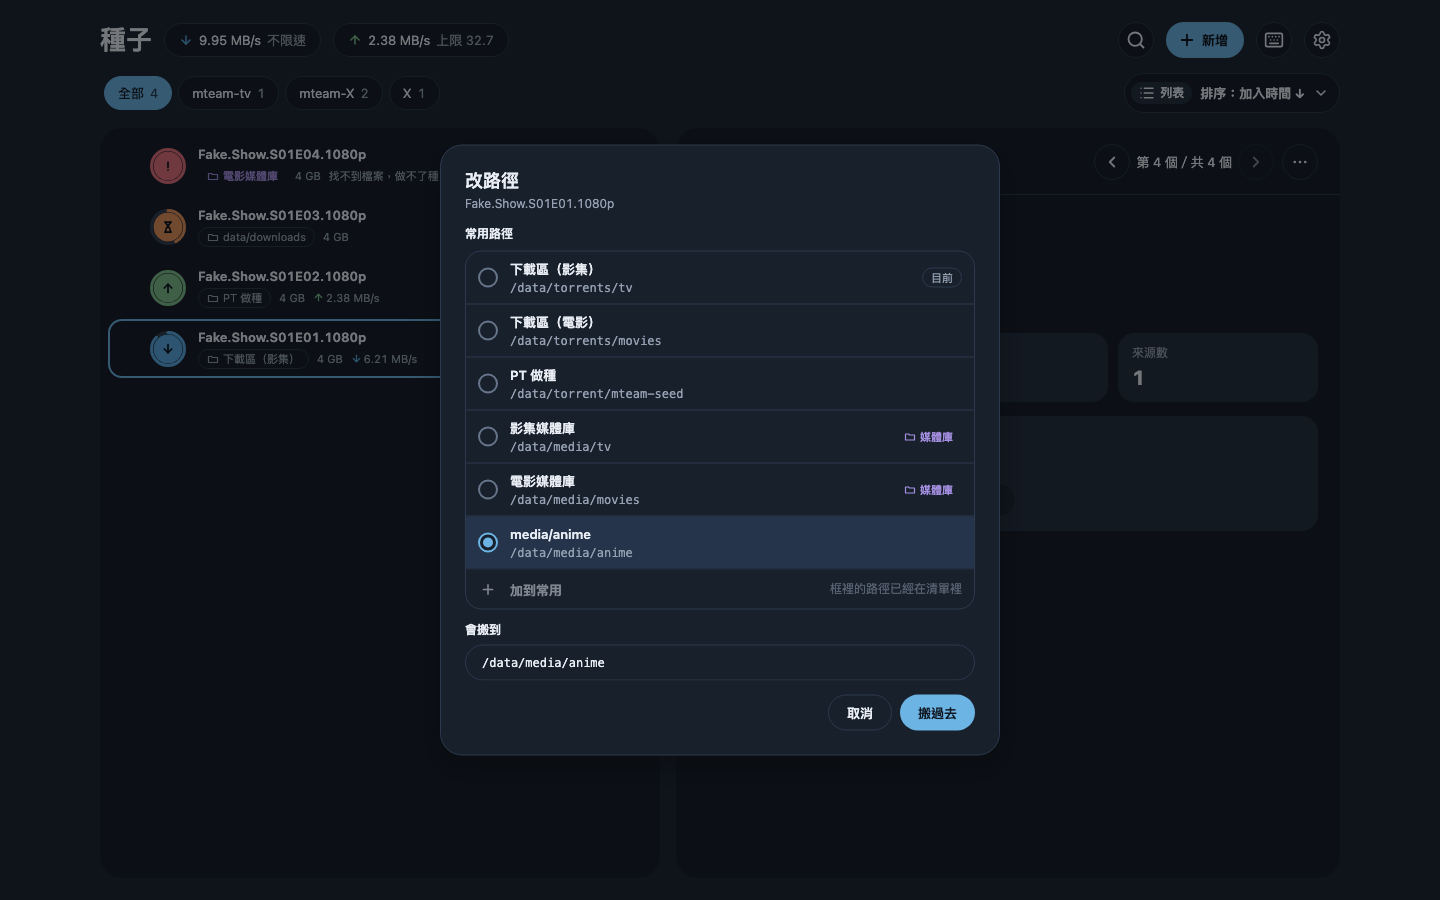 種子
9.95 MB/s 不限速
2.38 MB/s 上限 32.7
新增
全部 4
mteam-tv 1
mteam-X 2
X 1
列表
排序：加入時間
Fake.Show.S01E04.1080p
電影媒體庫 4 GB 找不到檔案，做不了種
Fake.Show.S01E03.1080p
data/downloads 4 GB
Fake.Show.S01E02.1080p
PT 做種 4 GB 2.38 MB/s
Fake.Show.S01E01.1080p
下載區（影集） 4 GB 6.21 MB/s
第 4 個 / 共 4 個
來源數
1
改路徑
Fake.Show.S01E01.1080p
常用路徑
下載區（影集）
/data/torrents/tv
目前
下載區（電影）
/data/torrents/movies
PT 做種
/data/torrent/mteam-seed
影集媒體庫
/data/media/tv
媒體庫
電影媒體庫
/data/media/movies
媒體庫
media/anime
/data/media/anime
加到常用
框裡的路徑已經在清單裡
會搬到
/data/media/anime
取消
搬過去